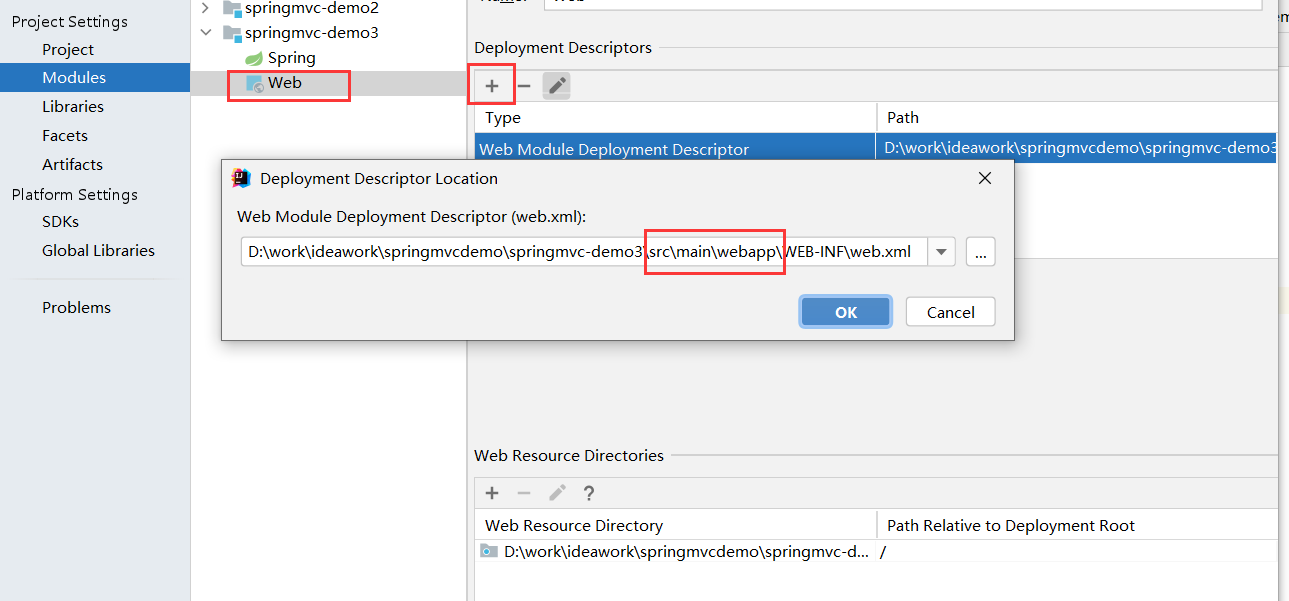 Project Settings
Project
Modules
Libraries
Facets
Artifacts
Platform Settings
SDKs
Global Libraries
Problems
springmvc-demo2
springmvc-demo3
Spring
Web
Deployment Descriptors
Type Path
Web Module Deployment Descriptor D:\work\ideawork\springmvcdemo\springmvc-demo3
Deployment Descriptor Location
Web Module Deployment Descriptor (web.xml):
D:\work\ideawork\springmvcdemo\springmvc-demo3\src\main\webapp\WEB-INF\web.xml ...
OK Cancel
Web Resource Directories
?
Web Resource Directory Path Relative to Deployment Root
D:\work\ideawork\springmvcdemo\springmvc-d... /